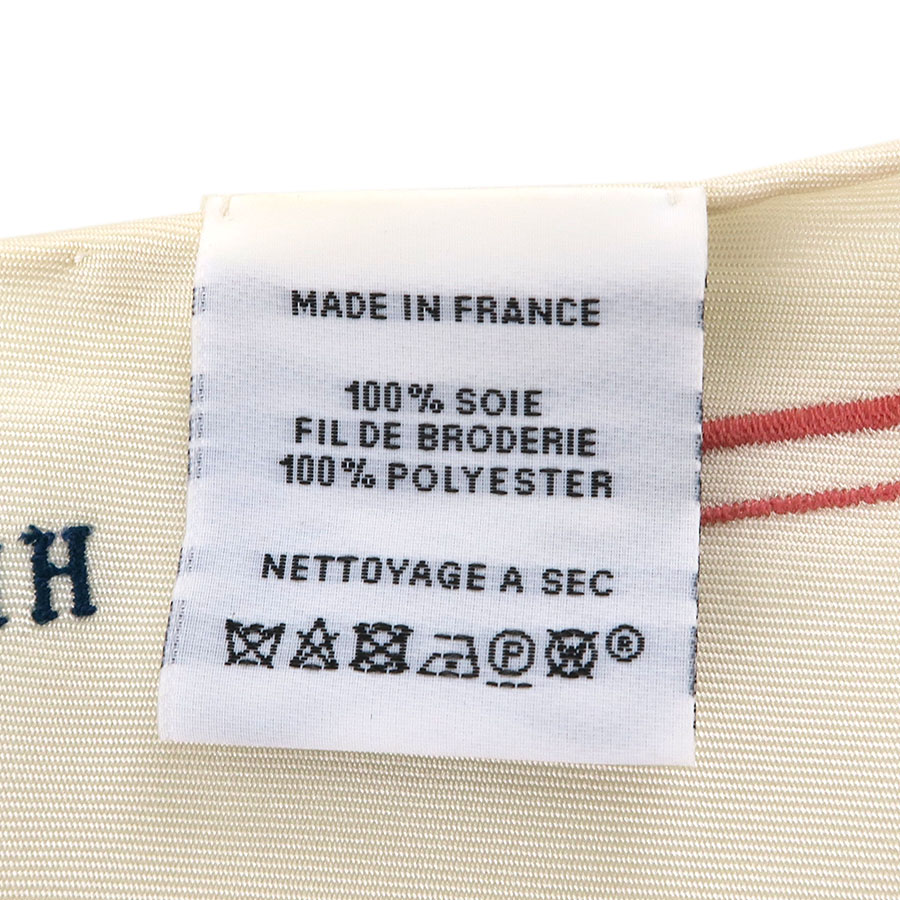 MADE IN FRANCE
100% SOIE
FIL DE BRODERIE
100% POLYESTER
NETTOYAGE A SEC
P W ®
H